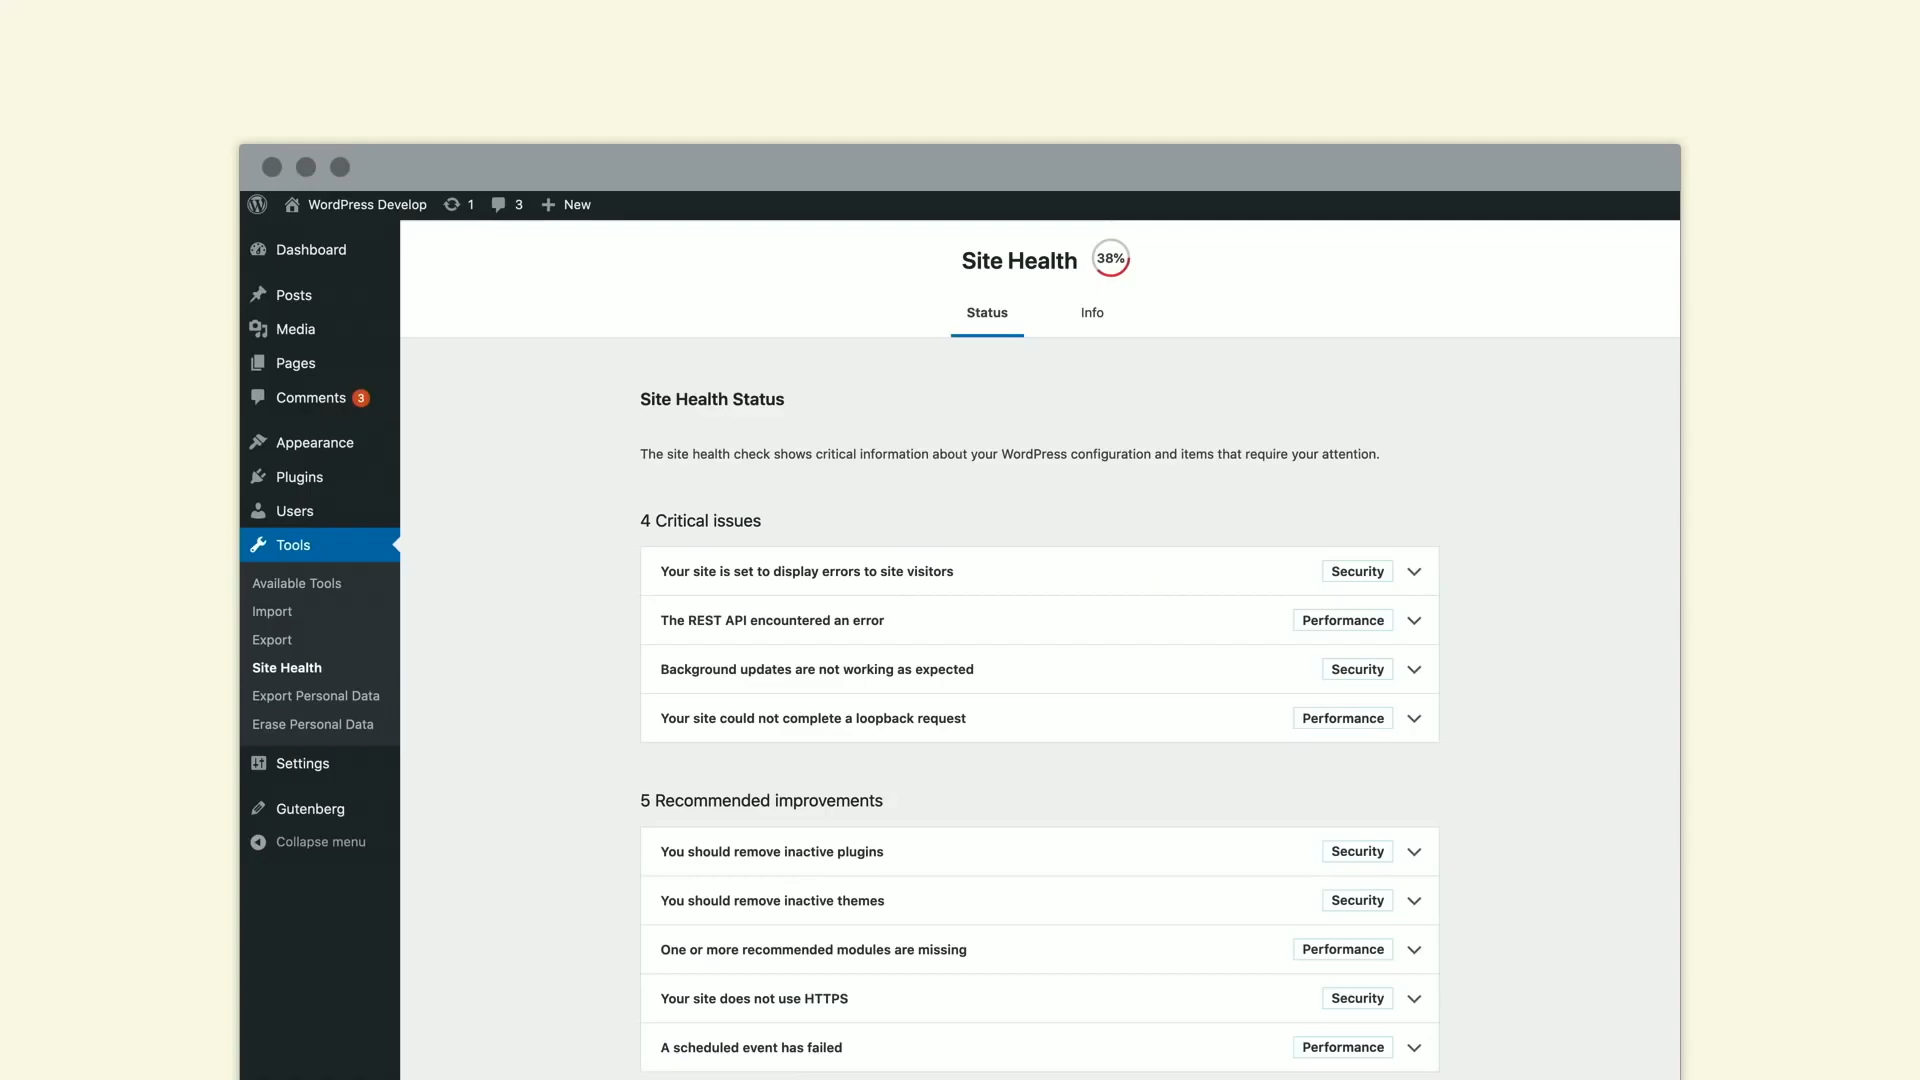 WordPress Develop 1 3 New
Dashboard
Posts
Media
Pages
Comments 3
Appearance
Plugins
Users
Tools
Available Tools
Import
Export
Site Health
Export Personal Data
Erase Personal Data
Settings
Gutenberg
Collapse menu
Site Health 38%
Status Info
Site Health Status
The site health check shows critical information about your WordPress configuration and items that require your attention.
4 Critical issues
Your site is set to display errors to site visitors Security
The REST API encountered an error Performance
Background updates are not working as expected Security
Your site could not complete a loopback request Performance
5 Recommended improvements
You should remove inactive plugins Security
You should remove inactive themes Security
One or more recommended modules are missing Performance
Your site does not use HTTPS Security
A scheduled event has failed Performance